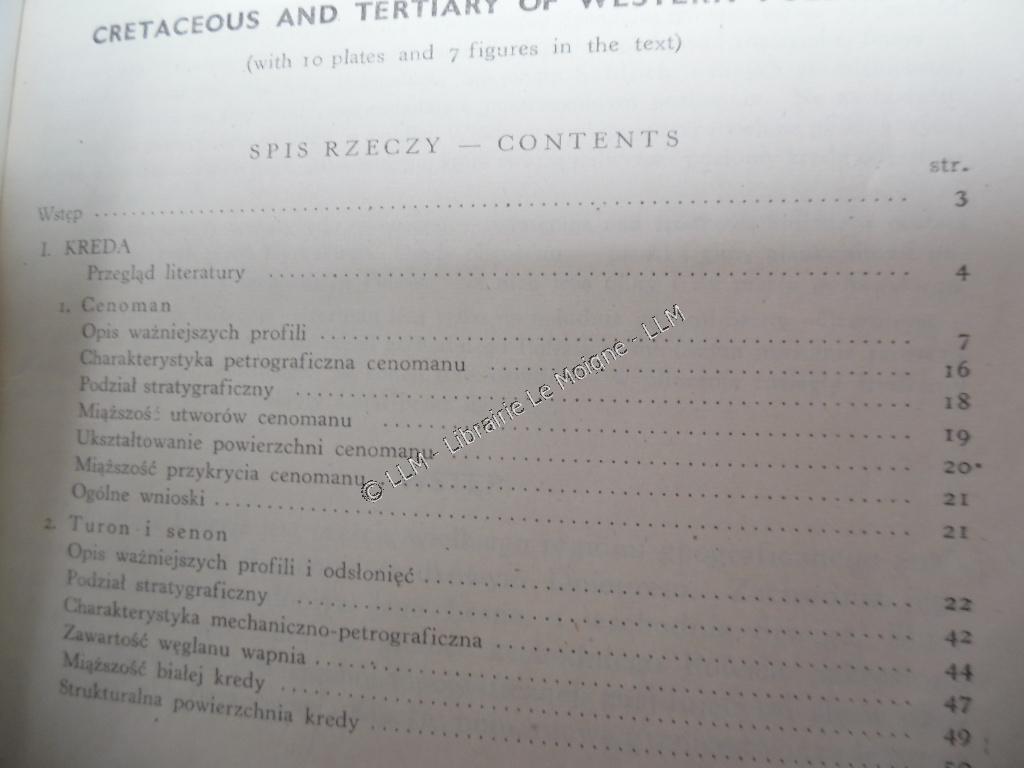 CRETACEOUS AND TERTIARY OF WESTERN
(with 10 plates and 7 figures in the text)
SPIS RZECZY — CONTENTS
str.
Wstęp 3
I. KREDA
Przegląd literatury 4
1. Cenoman
Opis ważniejszych profili 7
Charakterystyka petrograficzna cenomanu 16
Podział stratygraficzny 18
Miąższość utworów cenomanu 19
Ukształtowanie powierzchni cenomanu 20
Miąższość przykrycia cenomanu 21
Ogólne wnioski 21
2. Turon i senon
Opis ważniejszych profili i odsłonięć 22
Podział stratygraficzny 42
Charakterystyka mechaniczno-petrograficzna 44
Zawartość węglanu wapnia 47
Miąższość białej kredy 49
Strukturalna powierzchnia kredy
© LLM - Librairie Le Moigne - LLM